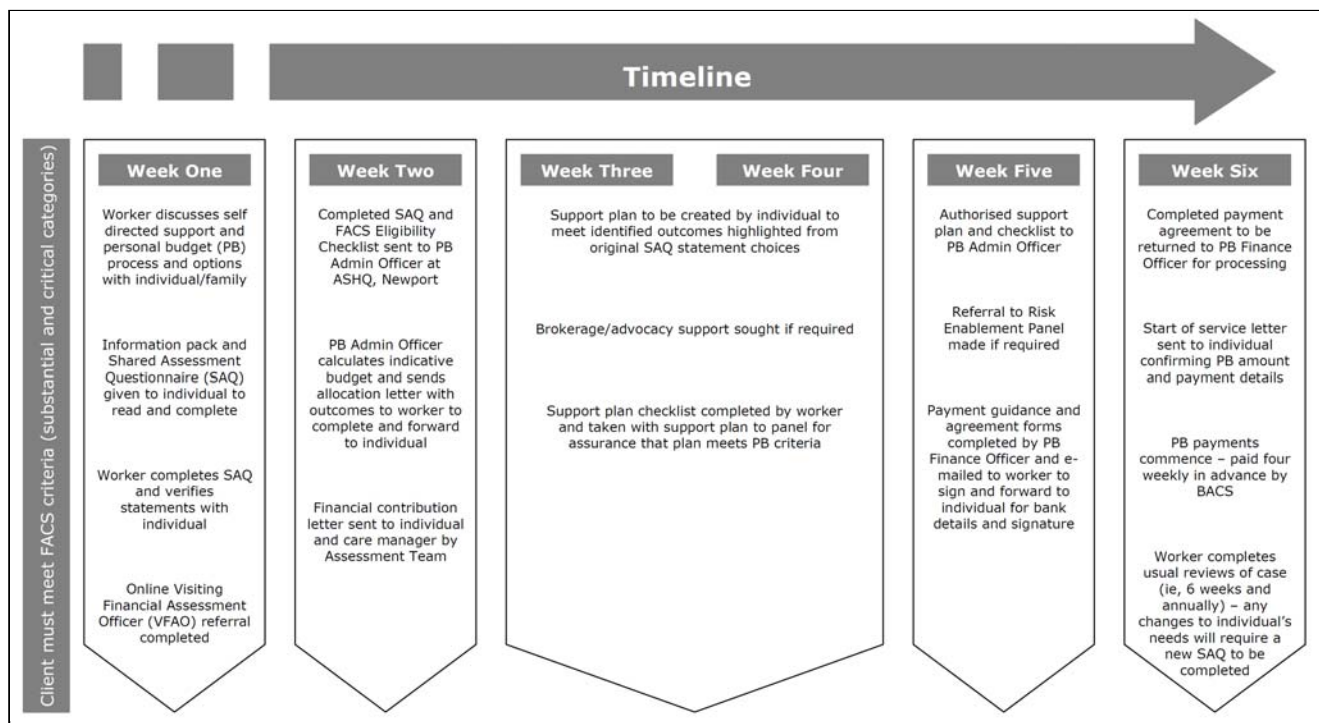 Timeline
Client must meet FACS criteria (substantial and critical categories)
Week One
Worker discusses self
directed support and
personal budget (PB)
process and options
with individual/family
Information pack and
Shared Assessment
Questionnaire (SAQ)
given to individual to
read and complete
Worker completes SAQ
and verifies
statements with
individual
Online Visiting
Financial Assessment
Officer (VFAO) referral
completed
Week Two
Completed SAQ and
FACS Eligibility
Checklist sent to PB
Admin Officer at
ASHQ, Newport
PB Admin Officer
calculates indicative
budget and sends
allocation letter with
outcomes to worker to
complete and forward
to individual
Financial contribution
letter sent to individual
and care manager by
Assessment Team
Week Three
Week Four
Support plan to be created by individual to
meet identified outcomes highlighted from
original SAQ statement choices
Brokerage/advocacy support sought if required
Support plan checklist completed by worker
and taken with support plan to panel for
assurance that plan meets PB criteria
Week Five
Authorised support
plan and checklist to
PB Admin Officer
Referral to Risk
Enablement Panel
made if required
Payment guidance and
agreement forms
completed by PB
Finance Officer and e-
mailed to worker to
sign and forward to
individual for bank
details and signature
Week Six
Completed payment
agreement to be
returned to PB Finance
Officer for processing
Start of service letter
sent to individual
confirming PB amount
and payment details
PB payments
commence – paid four
weekly in advance by
BACS
Worker completes
usual reviews of case
(ie, 6 weeks and
annually) – any
changes to individual's
needs will require a
new SAQ to be
completed